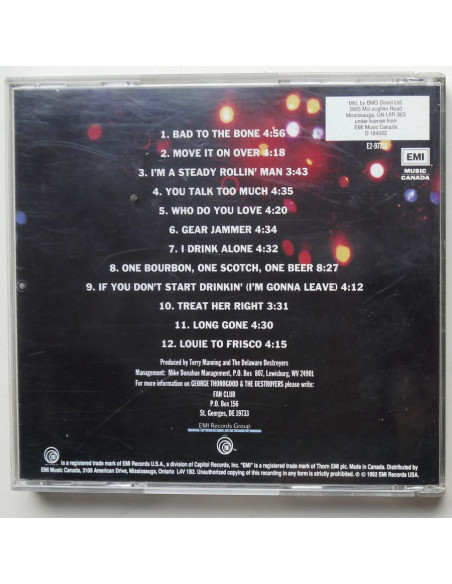 Mkt. by BMG Direct Ltd.
5905 McLaughlin Road
Mississauga, ON L5R 3E5
under license from
EMI Music Canada
D 164502
EMI
MUSIC
CANADA
1. BAD TO THE BONE 4:56
2. MOVE IT ON OVER 4:18
3. I'M A STEADY ROLLIN' MAN 3:43
4. YOU TALK TOO MUCH 4:35
5. WHO DO YOU LOVE 4:20
6. GEAR JAMMER 4:34
7. I DRINK ALONE 4:32
8. ONE BOURBON, ONE SCOTCH, ONE BEER 8:27
9. IF YOU DON'T START DRINKIN' (I'M GONNA LEAVE) 4:12
10. TREAT HER RIGHT 3:31
11. LONG GONE 4:30
12. LOUIE TO FRISCO 4:15
Produced by Terry Manning and The Delaware Destroyers
Management: Mike Donahue Management, P.O. Box 807, Lewisburg, WV 24901
For more information on GEORGE THOROGOOD & THE DESTROYERS please write:
FAN CLUB
P.O. Box 156
St. Georges, DE 19733
EMI Records Group
is a registered trade mark of EMI Records U.S.A., a division of Capitol Records, Inc. "EMI" is a registered trade mark of Thorn EMI plc. Made in Canada. Distributed by
EMI Music Canada, 3109 American Drive, Mississauga, Ontario L4V 1B2. Unauthorized copying of this recording in any form is strictly prohibited. ℗ © 1992 EMI Records USA.